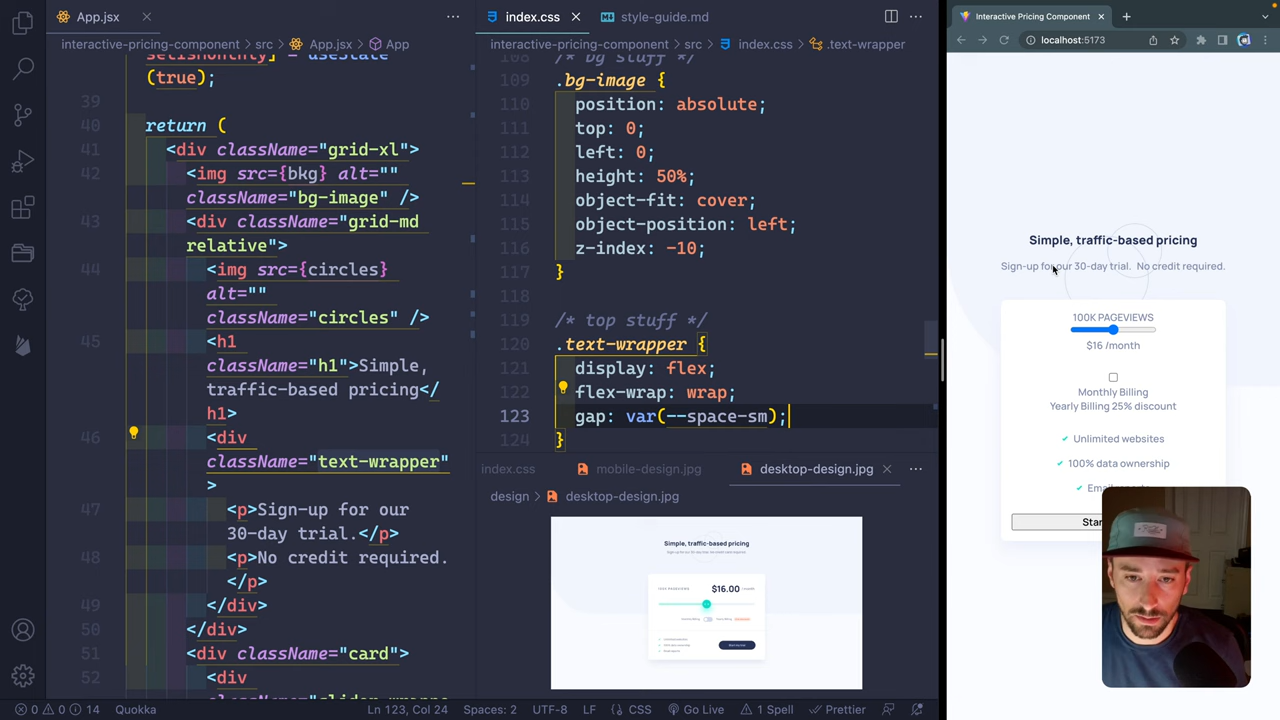 App.jsx
interactive-pricing-component > src > App.jsx > App
(true);
39
40 return (
41 <div className="grid-xl">
42 <img src={bkg} alt=""
className="bg-image" />
43 <div className="grid-md
relative">
44 <img src={circles}
alt=""
className="circles" />
45 <h1
className="h1">Simple,
traffic-based pricing</
h1>
46 <div
className="text-wrapper"
>
47 <p>Sign-up for our
30-day trial.</p>
48 <p>No credit required.
</p>
49 </div>
50 </div>
51 <div className="card">
52 <div
index.css
style-guide.md
interactive-pricing-component > src > index.css > .text-wrapper
108 /* bg stuff */
109 .bg-image {
110 position: absolute;
111 top: 0;
112 left: 0;
113 height: 50%;
114 object-fit: cover;
115 object-position: left;
116 z-index: -10;
117 }
118
119 /* top stuff */
120 .text-wrapper {
121 display: flex;
122 flex-wrap: wrap;
123 gap: var(--space-sm);
124 }
index.css
mobile-design.jpg
desktop-design.jpg
design > desktop-design.jpg
Simple, traffic-based pricing
$16.00
Interactive Pricing Component
localhost:5173
Simple, traffic-based pricing
Sign-up for our 30-day trial. No credit required.
100K PAGEVIEWS
$16 /month
Monthly Billing
Yearly Billing 25% discount
Unlimited websites
100% data ownership
0 0 14 Quokka
Ln 123, Col 24 Spaces: 2 UTF-8 LF CSS Go Live 1 Spell Prettier